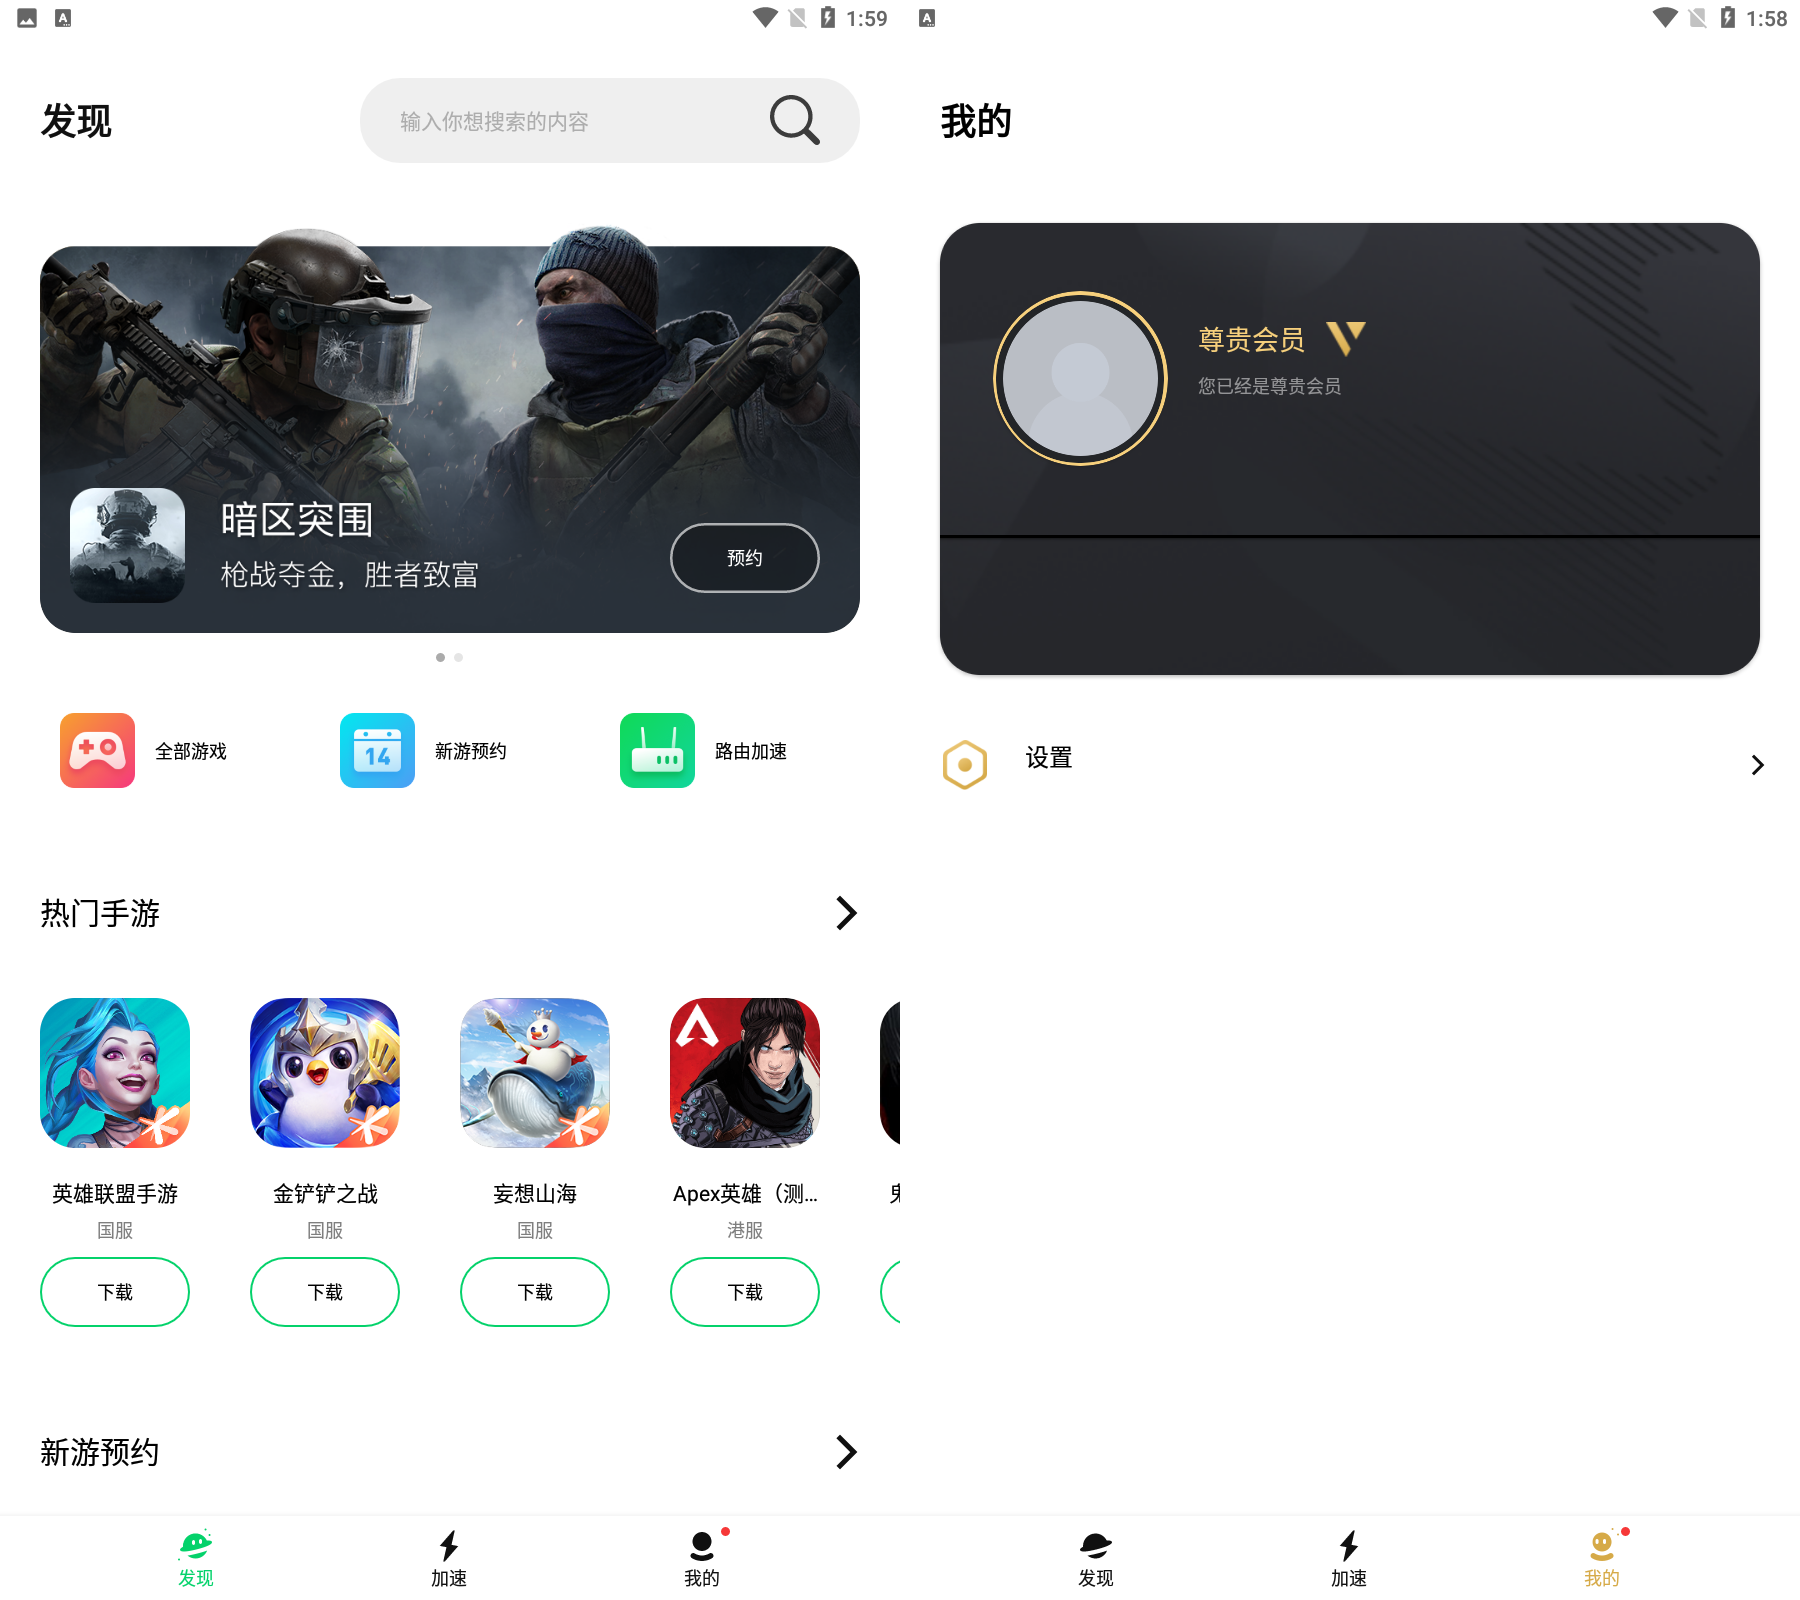 1:59
发现
输入你想搜索的内容
暗区突围
枪战夺金，胜者致富
预约
全部游戏
14
新游预约
路由加速
热门手游
英雄联盟手游
金铲铲之战
妄想山海
Apex英雄（测...
国服
国服
国服
港服
下载
下载
下载
下载
新游预约
发现
加速
我的
1:58
我的
尊贵会员
您已经是尊贵会员
设置
发现
加速
我的